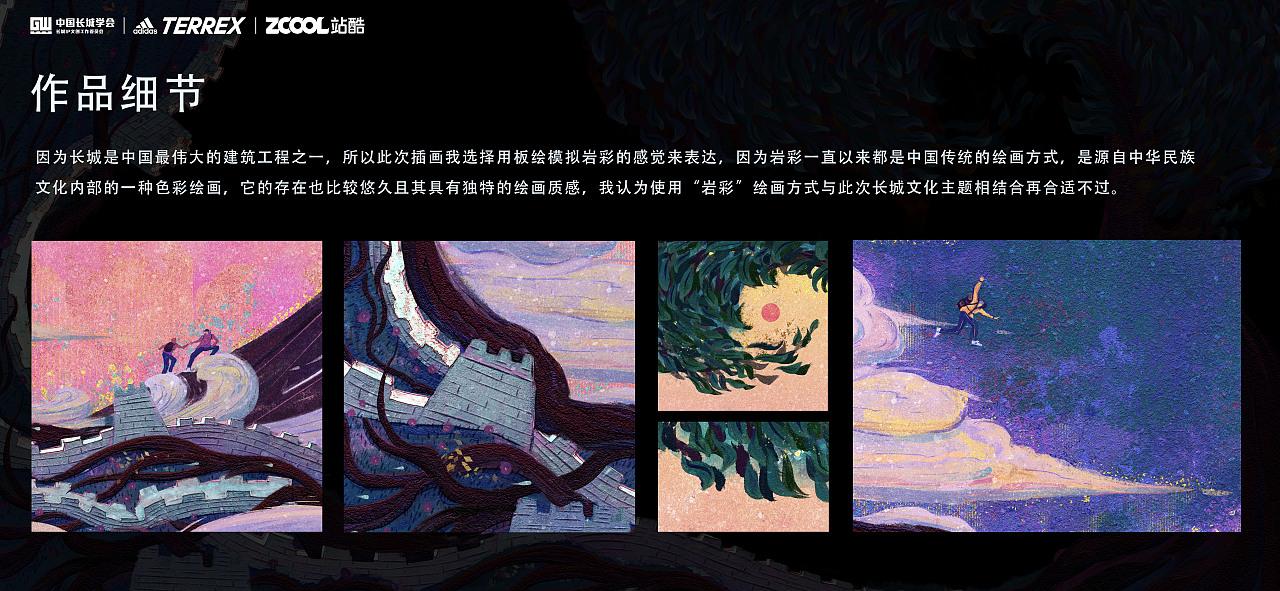 中国长城学会
长城IP文创工作委员会
adidas
TERREX
ZCOOL站酷
作品细节
因为长城是中国最伟大的建筑工程之一，所以此次插画我选择用板绘模拟岩彩的感觉来表达，因为岩彩一直以来都是中国传统的绘画方式，是源自中华民族
文化内部的一种色彩绘画，它的存在也比较悠久且其具有独特的绘画质感，我认为使用“岩彩”绘画方式与此次长城文化主题相结合再合适不过。